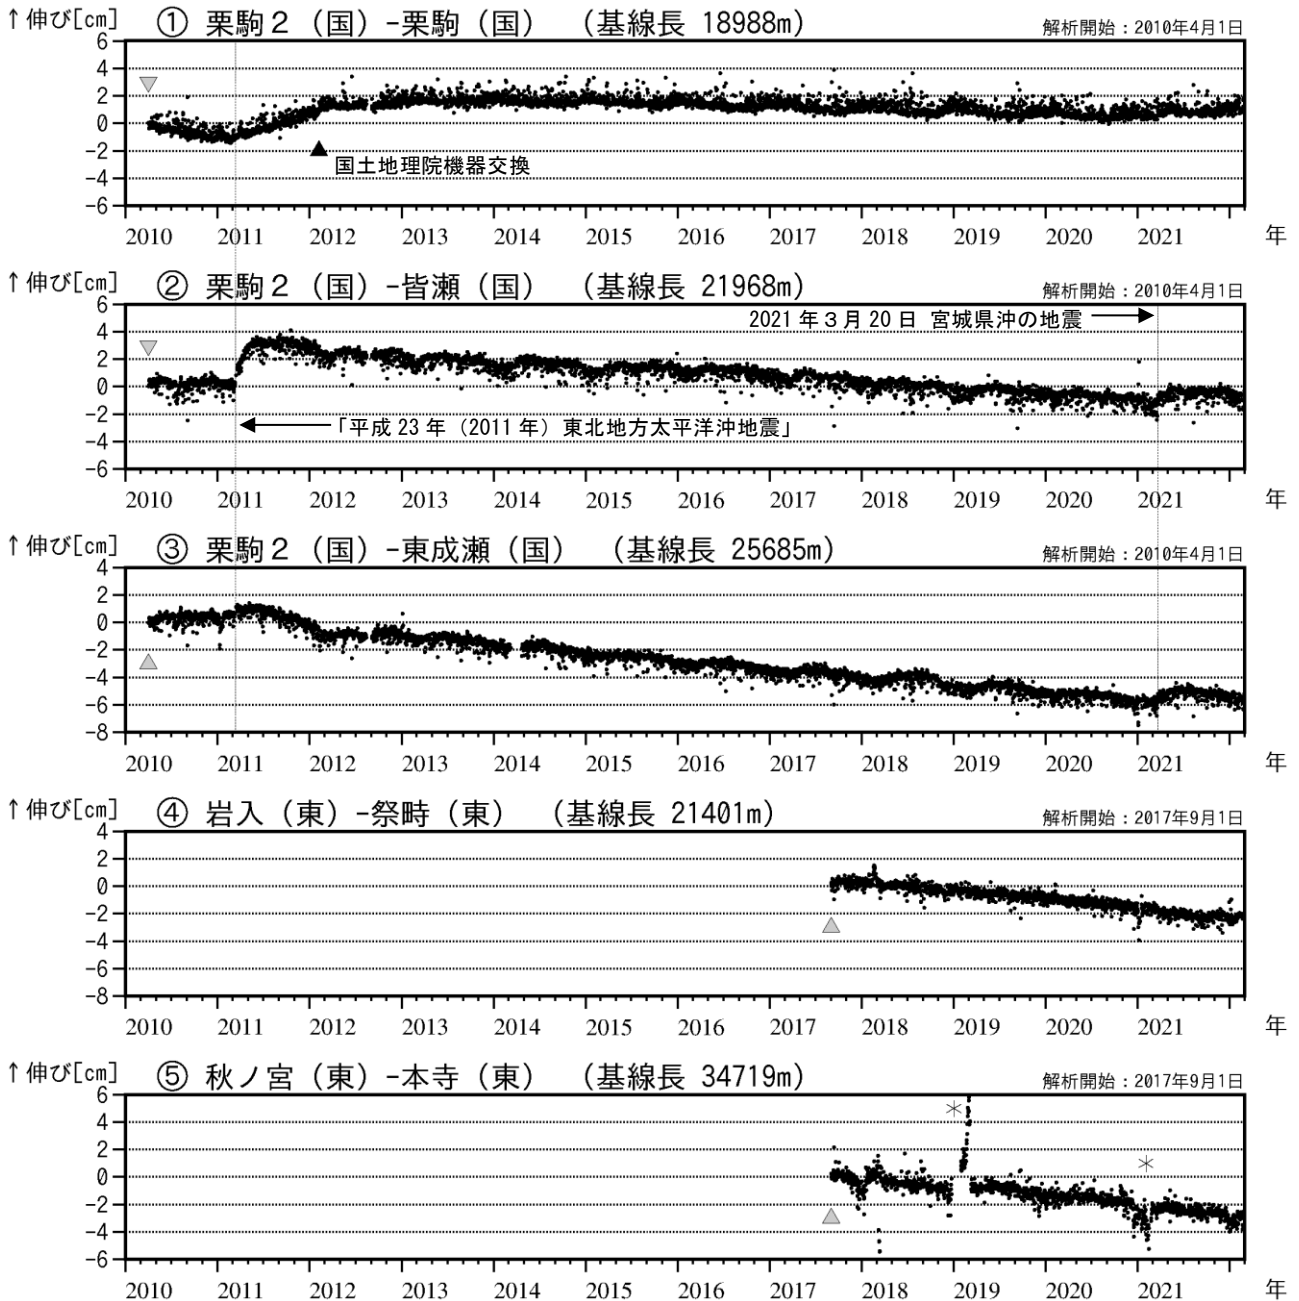 ↑伸び[cm] ① 栗駒２（国）-栗駒（国） （基線長 18988m） 解析開始：2010年4月1日
6
4
2
0
-2
国土地理院機器交換
-4
-6
2010 2011 2012 2013 2014 2015 2016 2017 2018 2019 2020 2021 年
↑伸び[cm] ② 栗駒２（国）-皆瀬（国） （基線長 21968m） 解析開始：2010年4月1日
6
2021年３月20日 宮城県沖の地震
4
2
0
-2
「平成23年（2011年）東北地方太平洋沖地震」
-4
-6
2010 2011 2012 2013 2014 2015 2016 2017 2018 2019 2020 2021 年
↑伸び[cm] ③ 栗駒２（国）-東成瀬（国） （基線長 25685m） 解析開始：2010年4月1日
4
2
0
-2
-4
-6
-8
2010 2011 2012 2013 2014 2015 2016 2017 2018 2019 2020 2021 年
↑伸び[cm] ④ 岩入（東）-祭畤（東） （基線長 21401m） 解析開始：2017年9月1日
4
2
0
-2
-4
-6
-8
2010 2011 2012 2013 2014 2015 2016 2017 2018 2019 2020 2021 年
↑伸び[cm] ⑤ 秋ノ宮（東）-本寺（東） （基線長 34719m） 解析開始：2017年9月1日
6
4
2
0
-2
-4
-6
2010 2011 2012 2013 2014 2015 2016 2017 2018 2019 2020 2021 年